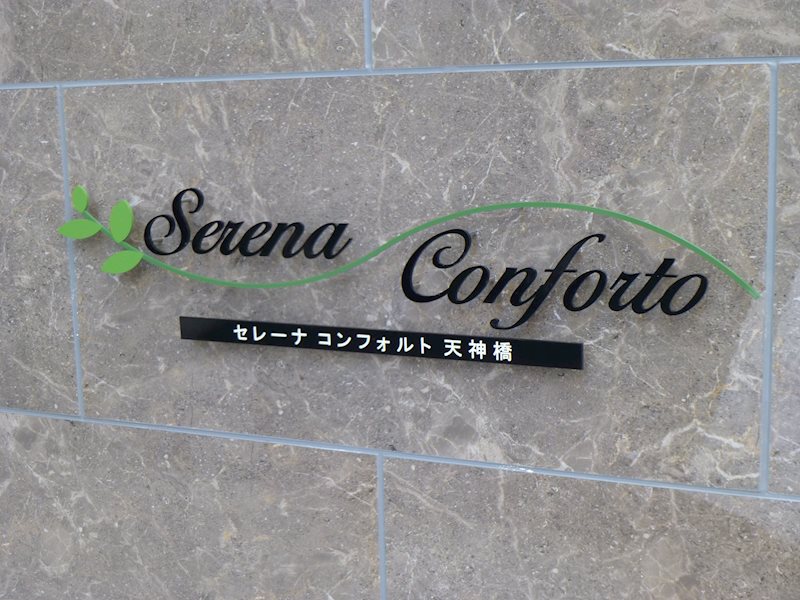 Serena
Conforto
セレーナ コンフォルト 天神橋